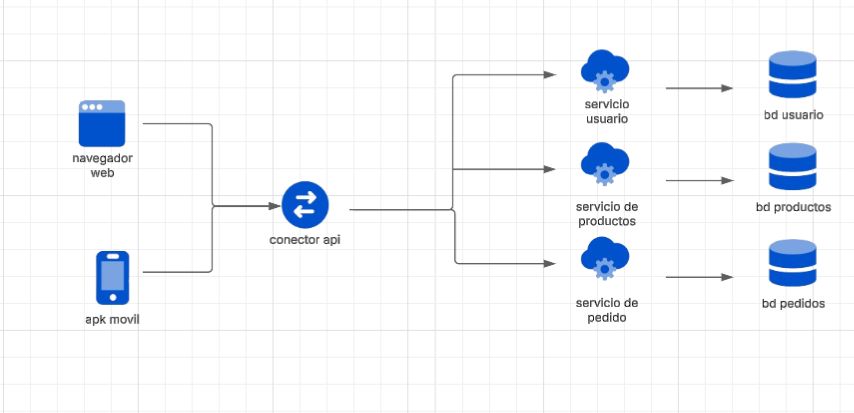 navegador
web
apk movil
conector api
servicio
usuario
servicio de
productos
servicio de
pedido
bd usuario
bd productos
bd pedidos